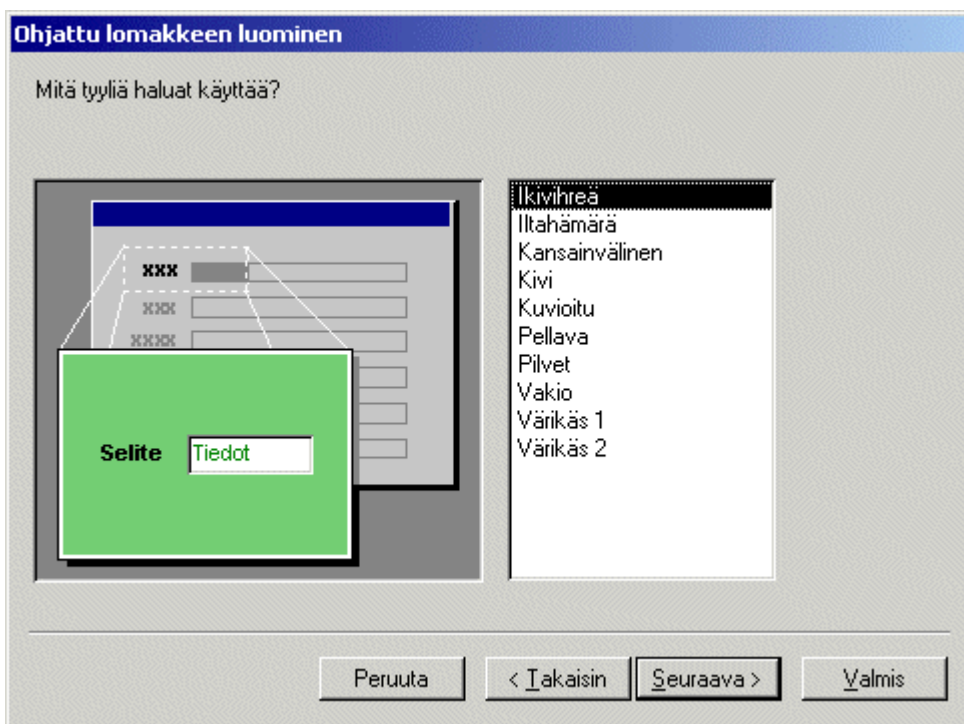 Ohjattu lomakkeen luominen
Mitä tyyliä haluat käyttää?
xxx
xxx
xxxx
Selite
Tiedot
Ikivihreä
Iltahämärä
Kansainvälinen
Kivi
Kuvioitu
Pellava
Pilvet
Vakio
Värikäs 1
Värikäs 2
Peruuta
< Takaisin
Seuraava >
Valmis